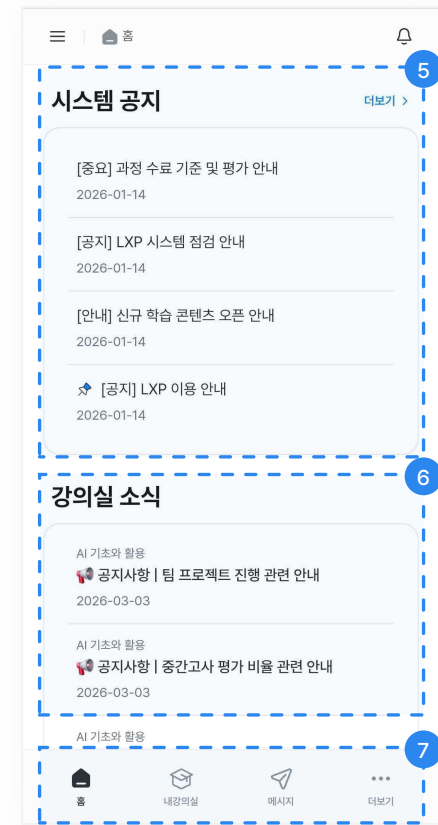 홈
5
시스템 공지
더보기 >
[중요] 과정 수료 기준 및 평가 안내
2026-01-14
[공지] LXP 시스템 점검 안내
2026-01-14
[안내] 신규 학습 콘텐츠 오픈 안내
2026-01-14
[공지] LXP 이용 안내
2026-01-14
6
강의실 소식
AI 기초와 활용
공지사항 | 팀 프로젝트 진행 관련 안내
2026-03-03
AI 기초와 활용
공지사항 | 중간고사 평가 비율 관련 안내
2026-03-03
AI 기초와 활용
7
홈 내강의실 메시지 더보기